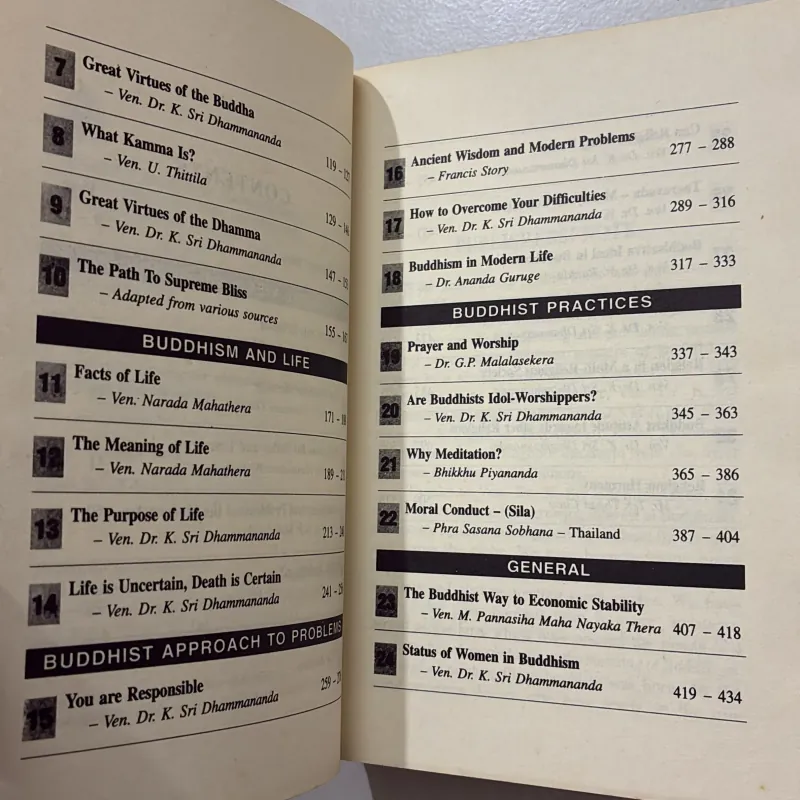 7 Great Virtues of the Buddha
– Ven. Dr. K. Sri Dhammananda
8 What Kamma Is? 119 –
– Ven. U. Thittila
9 Great Virtues of the Dhamma 129 –
– Ven. Dr. K. Sri Dhammananda
10 The Path To Supreme Bliss 147 –
– Adapted from various sources
155 –
BUDDHISM AND LIFE
11 Facts of Life
– Ven. Narada Mahathera
171 –
12 The Meaning of Life
– Ven. Narada Mahathera 189 –
13 The Purpose of Life
– Ven. Dr. K. Sri Dhammananda 213 –
14 Life is Uncertain, Death is Certain
– Ven. Dr. K. Sri Dhammananda 241 –
BUDDHIST APPROACH TO PROBLEMS
15 You are Responsible
– Ven. Dr. K. Sri Dhammananda 259 –
16 Ancient Wisdom and Modern Problems
– Francis Story 277 – 288
17 How to Overcome Your Difficulties
– Ven. Dr. K. Sri Dhammananda 289 – 316
18 Buddhism in Modern Life
– Dr. Ananda Guruge 317 – 333
BUDDHIST PRACTICES
19 Prayer and Worship
– Dr. G.P. Malalasekera 337 – 343
20 Are Buddhists Idol-Worshippers?
– Ven. Dr. K. Sri Dhammananda 345 – 363
21 Why Meditation?
– Bhikkhu Piyananda 365 – 386
22 Moral Conduct – (Sila)
– Phra Sasana Sobhana – Thailand 387 – 404
GENERAL
23 The Buddhist Way to Economic Stability
– Ven. M. Pannasiha Maha Nayaka Thera 407 – 418
24 Status of Women in Buddhism
– Ven. Dr. K. Sri Dhammananda 419 – 434